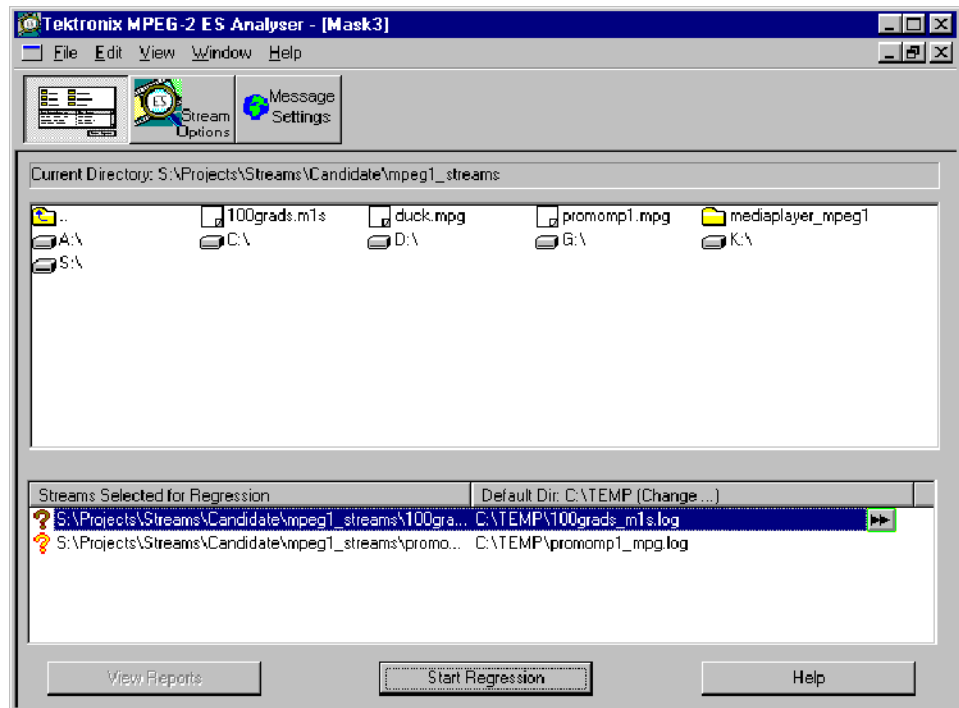 Tektronix MPEG-2 ES Analyser - [Mask3]
File Edit View Window Help
ES Stream Options
Message Settings
Current Directory: S:\Projects\Streams\Candidate\mpeg1_streams
.. 100grads.m1s duck.mpg promomp1.mpg mediaplayer_mpeg1
A:\ C:\ D:\ G:\ K:\
S:\
Streams Selected for Regression Default Dir: C:\TEMP (Change ...)
S:\Projects\Streams\Candidate\mpeg1_streams\100gra... C:\TEMP\100grads_m1s.log
S:\Projects\Streams\Candidate\mpeg1_streams\promo... C:\TEMP\promomp1_mpg.log
View Reports Start Regression Help